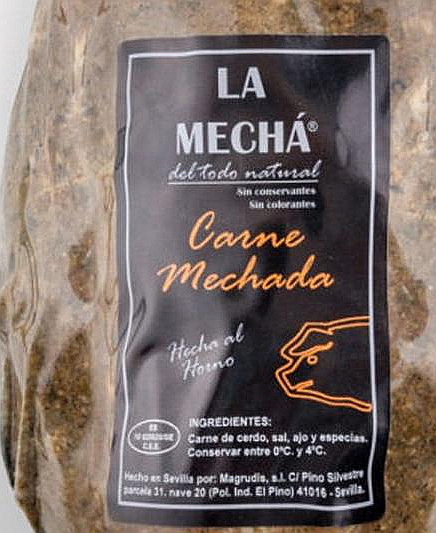 LA
MECHÁ®
del todo natural
Sin conservantes
Sin colorantes
Carne
Mechada
Hecha al
Horno
ES
C.E.E.
INGREDIENTES:
Carne de cerdo, sal, ajo y especias.
Conservar entre 0ºC. y 4ºC.
Hecho en Sevilla por: Magrudis, s.l. C/ Pino Silvestre
parcela 31. nave 20 (Pol. Ind. El Pino) 41016 - Sevilla.